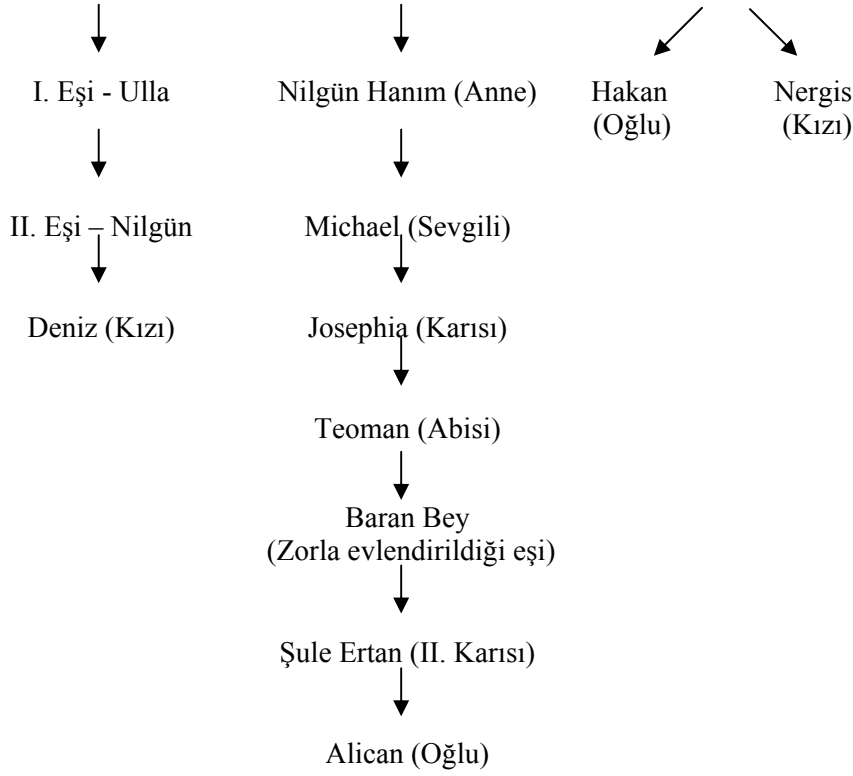 I. Eşi - Ulla
Nilgün Hanım (Anne)
Hakan
(Oğlu)
Nergis
(Kızı)
II. Eşi – Nilgün
Michael (Sevgili)
Deniz (Kızı)
Josephia (Karısı)
Teoman (Abisi)
Baran Bey
(Zorla evlendirildiği eşi)
Şule Ertan (II. Karısı)
Alican (Oğlu)